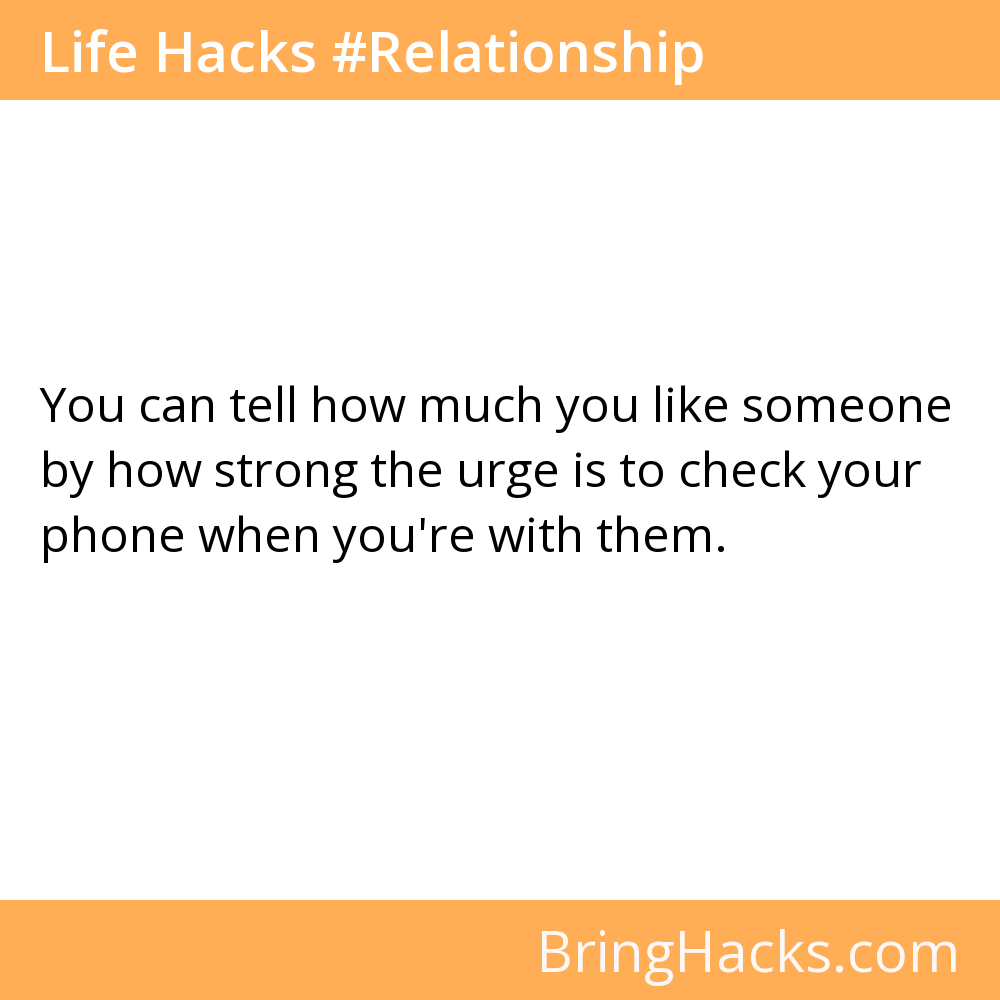 Life Hacks #Relationship
You can tell how much you like someone
by how strong the urge is to check your
phone when you're with them.
BringHacks.com